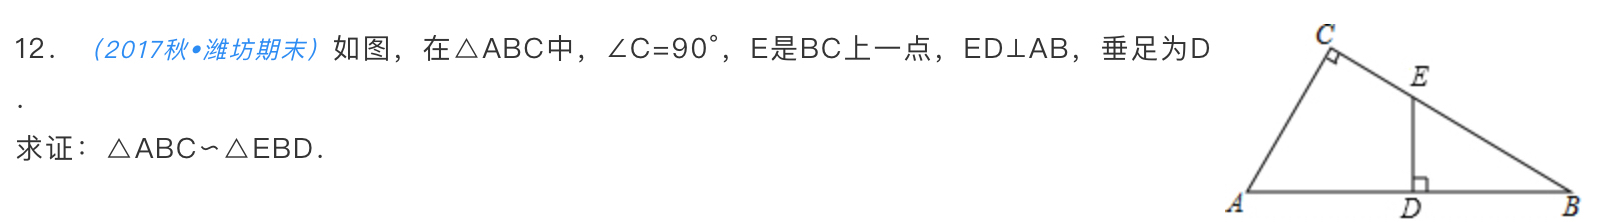 12. （2017秋•潍坊期末）如图，在△ABC中，∠C=90°，E是BC上一点，ED⊥AB，垂足为D
.
求证：△ABC∽△EBD.
C
E
A
D
B